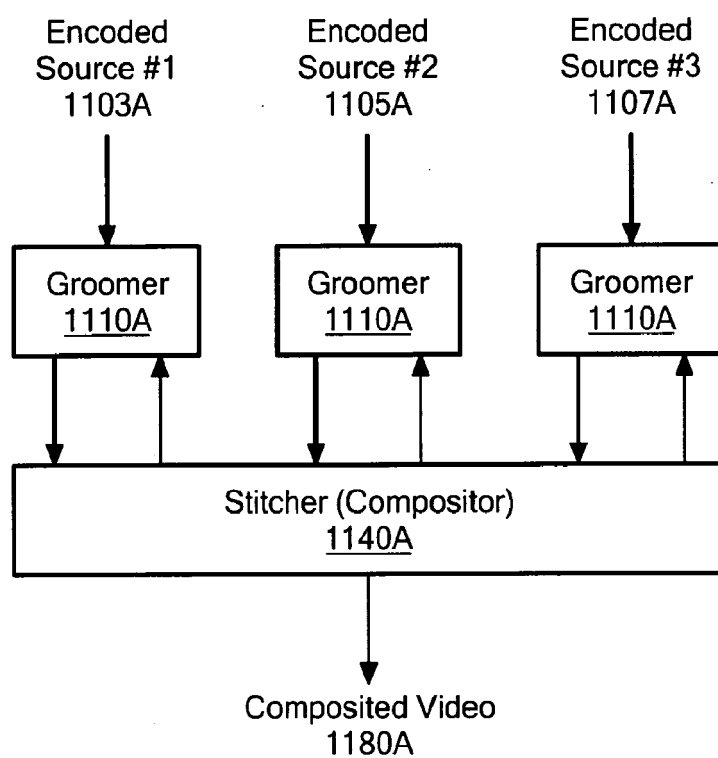 Encoded
Source #1
1103A
Encoded
Source #2
1105A
Encoded
Source #3
1107A
Groomer
1110A
Groomer
1110A
Groomer
1110A
Stitcher (Compositor)
1140A
Composited Video
1180A